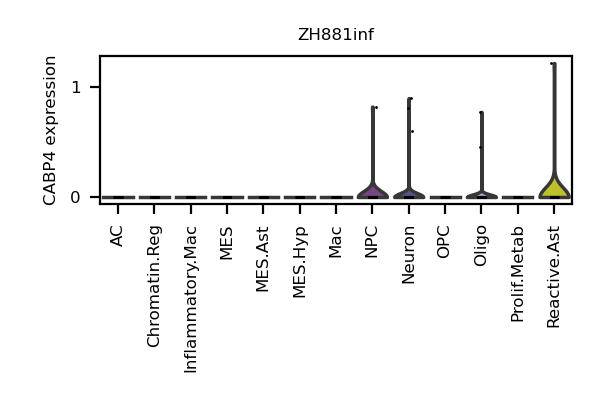 ZH881inf
CABP4 expression
1
0
AC
Chromatin.Reg
Inflammatory.Mac
MES
MES.Ast
MES.Hyp
Mac
NPC
Neuron
OPC
Oligo
Prolif.Metab
Reactive.Ast